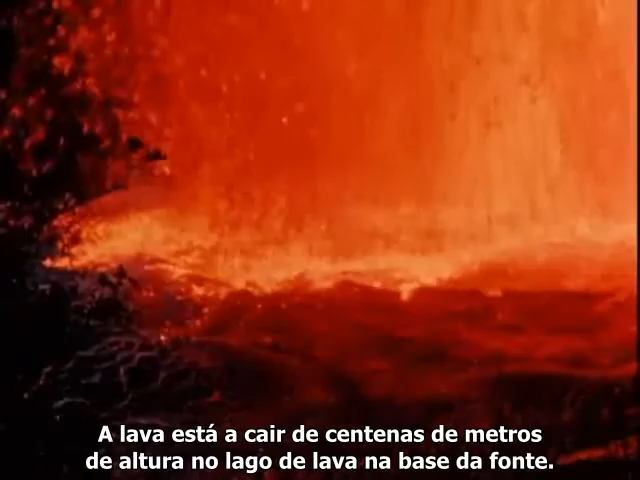 A lava está a cair de centenas de metros
de altura no lago de lava na base da fonte.